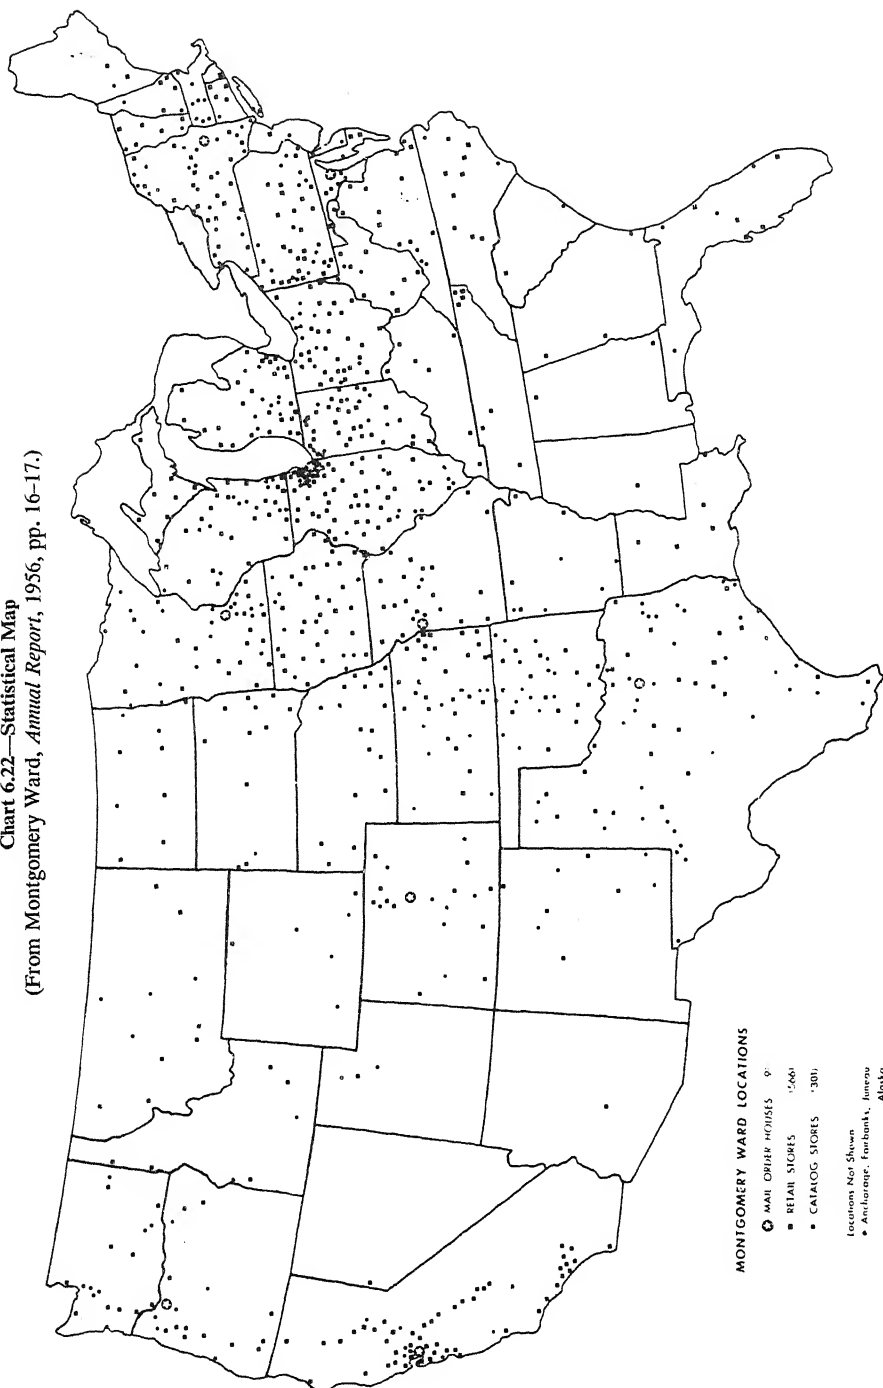 Chart 6.22—Statistical Map
(From Montgomery Ward, Annual Report, 1956, pp. 16–17.)
MONTGOMERY WARD LOCATIONS
MAIL ORDER HOUSES
RETAIL STORES
CATALOG STORES
Locations Not Shown
• Anchorage, Fairbanks, Juneau
Alaska